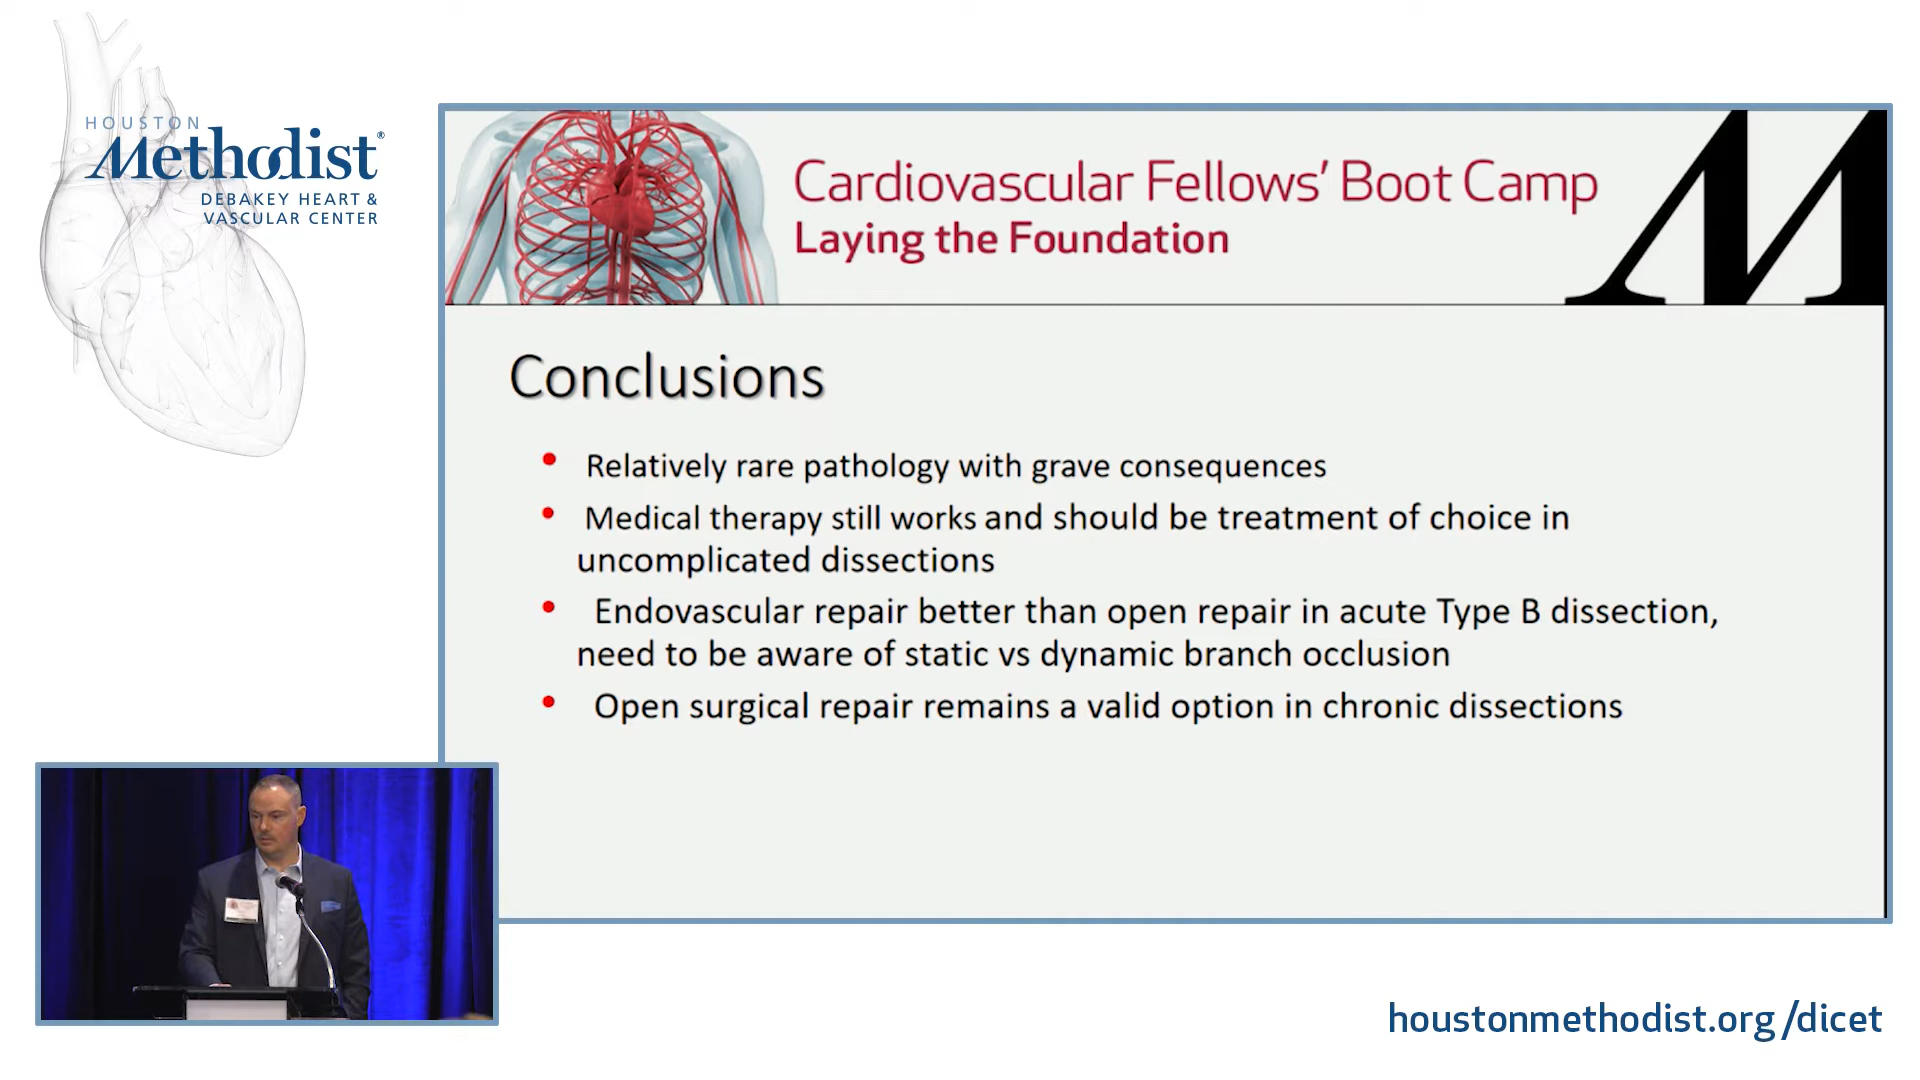 HOUSTON
Methodist®
DEBAKEY HEART &
VASCULAR CENTER
Cardiovascular Fellows’ Boot Camp
Laying the Foundation
M
Conclusions
• Relatively rare pathology with grave consequences
• Medical therapy still works and should be treatment of choice in
uncomplicated dissections
• Endovascular repair better than open repair in acute Type B dissection,
need to be aware of static vs dynamic branch occlusion
• Open surgical repair remains a valid option in chronic dissections
houstonmethodist.org/dicet